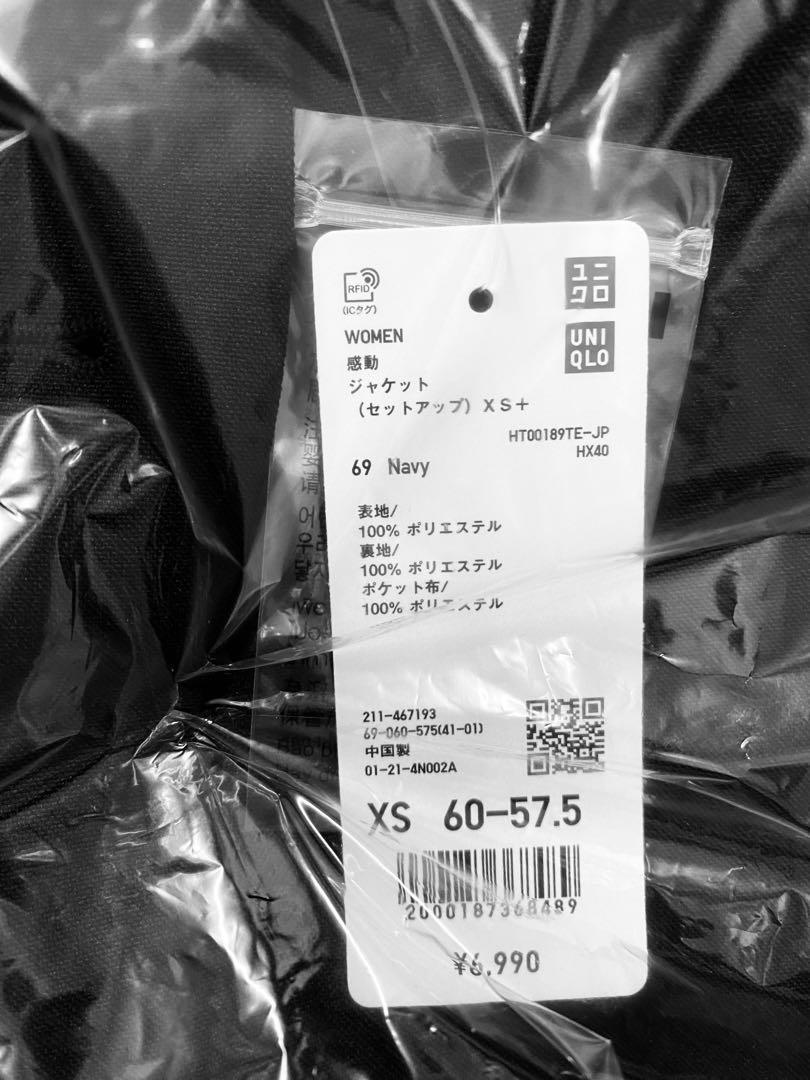 RFID
(ICタグ)
ユニ
クロ
UNI
QLO
WOMEN
感動
ジャケット
(セットアップ) XS+
HT00189TE-JP
HX40
69 Navy
表地/
100% ポリエステル
裏地/
100% ポリエステル
ポケット布/
100% ポリエステル
211-467193
69-060-575(41-01)
中国製
01-21-4N002A
XS 60-57.5
2000187368489
¥6,990